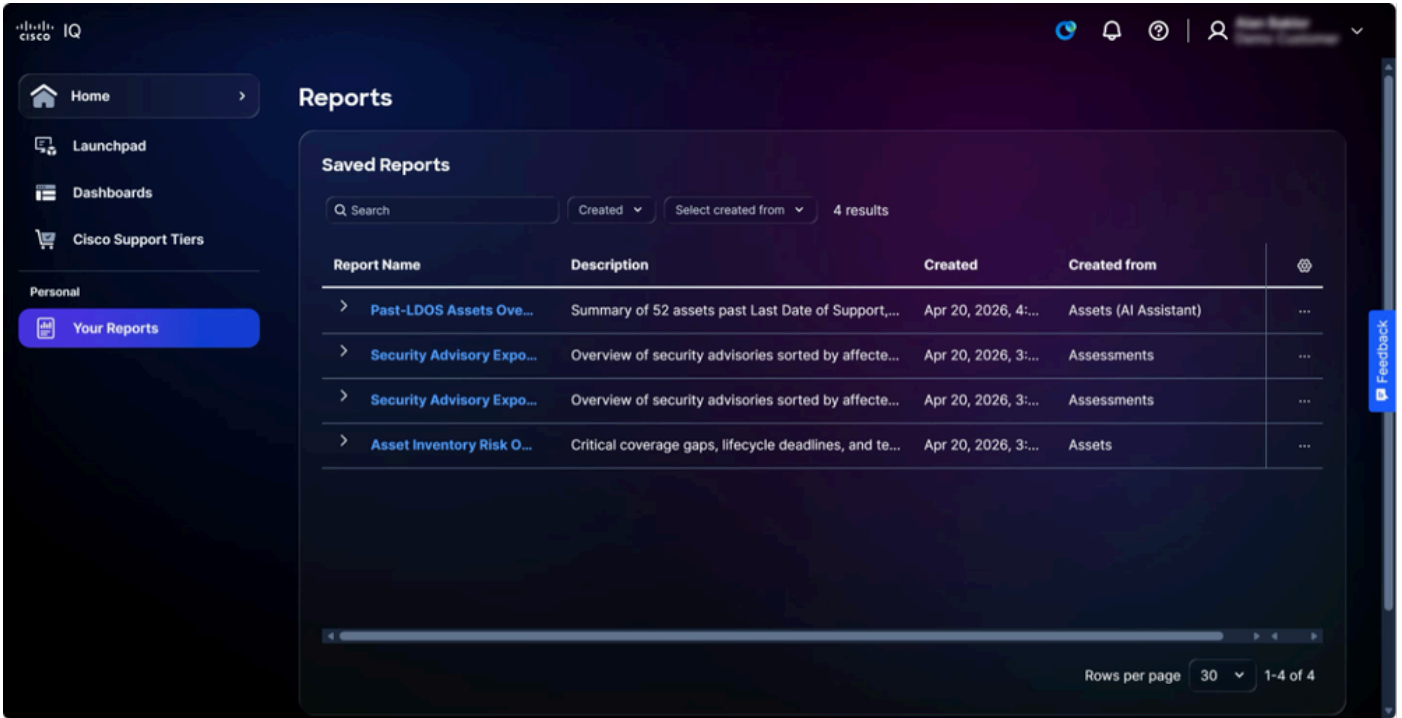 cisco IQ
Home
Launchpad
Dashboards
Cisco Support Tiers
Personal
Your Reports
Reports
Saved Reports
Search Created Select created from 4 results
Report Name Description Created Created from
Past-LDOS Assets Ove... Summary of 52 assets past Last Date of Support,... Apr 20, 2026, 4:... Assets (AI Assistant) ...
Security Advisory Expo... Overview of security advisories sorted by affecte... Apr 20, 2026, 3:... Assessments ...
Security Advisory Expo... Overview of security advisories sorted by affecte... Apr 20, 2026, 3:... Assessments ...
Asset Inventory Risk O... Critical coverage gaps, lifecycle deadlines, and te... Apr 20, 2026, 3:... Assets ...
Feedback
Rows per page 30 1-4 of 4